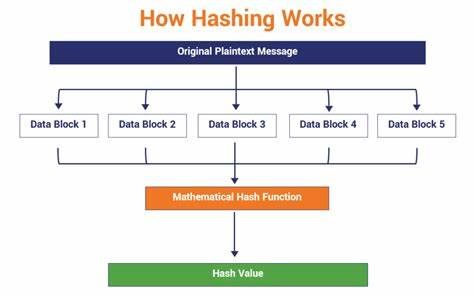 How Hashing Works
Original Plaintext Message
Data Block 1
Data Block 2
Data Block 3
Data Block 4
Data Block 5
Mathematical Hash Function
Hash Value